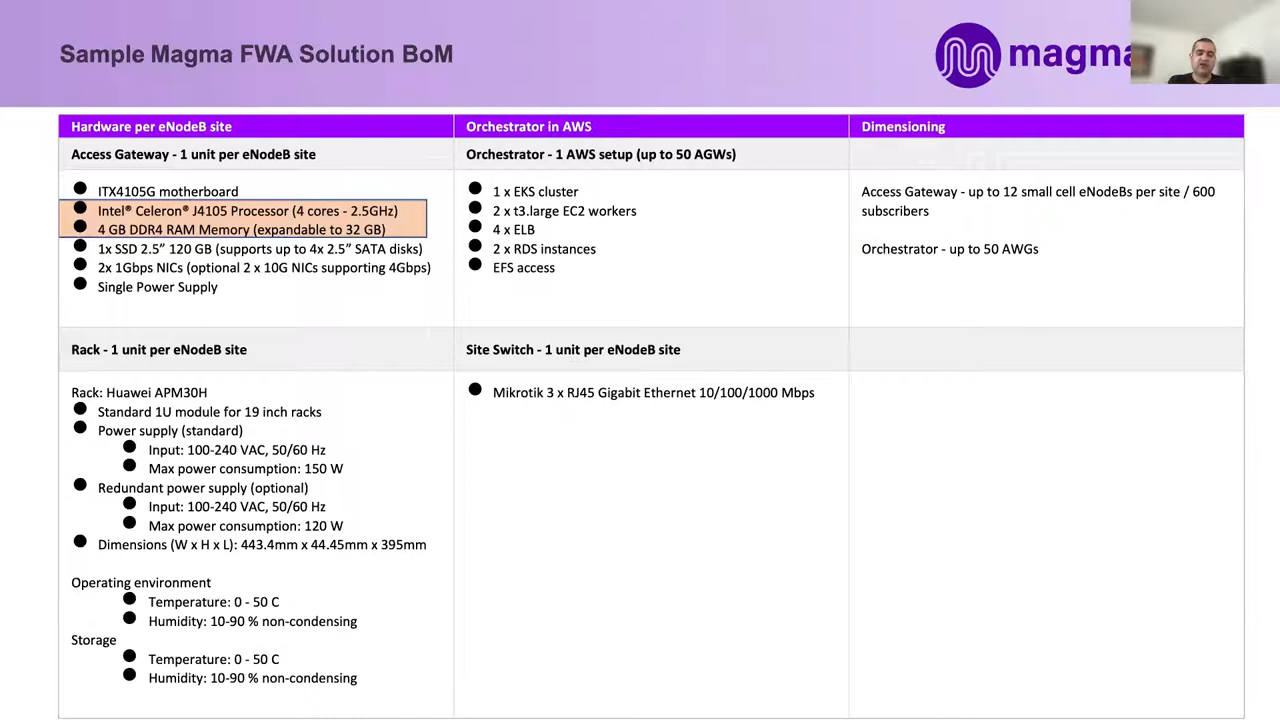 Sample Magma FWA Solution BoM
magma
Hardware per eNodeB site
Orchestrator in AWS
Dimensioning
Access Gateway - 1 unit per eNodeB site
Orchestrator - 1 AWS setup (up to 50 AGWs)
ITX4105G motherboard
Intel® Celeron® J4105 Processor (4 cores - 2.5GHz)
4 GB DDR4 RAM Memory (expandable to 32 GB)
1x SSD 2.5” 120 GB (supports up to 4x 2.5” SATA disks)
2x 1Gbps NICs (optional 2 x 10G NICs supporting 4Gbps)
Single Power Supply
1 x EKS cluster
2 x t3.large EC2 workers
4 x ELB
2 x RDS instances
EFS access
Access Gateway - up to 12 small cell eNodeBs per site / 600
subscribers
Orchestrator - up to 50 AWGs
Rack - 1 unit per eNodeB site
Site Switch - 1 unit per eNodeB site
Rack: Huawei APM30H
Standard 1U module for 19 inch racks
Power supply (standard)
Input: 100-240 VAC, 50/60 Hz
Max power consumption: 150 W
Redundant power supply (optional)
Input: 100-240 VAC, 50/60 Hz
Max power consumption: 120 W
Dimensions (W x H x L): 443.4mm x 44.45mm x 395mm
Operating environment
Temperature: 0 - 50 C
Humidity: 10-90 % non-condensing
Storage
Temperature: 0 - 50 C
Humidity: 10-90 % non-condensing
Mikrotik 3 x RJ45 Gigabit Ethernet 10/100/1000 Mbps